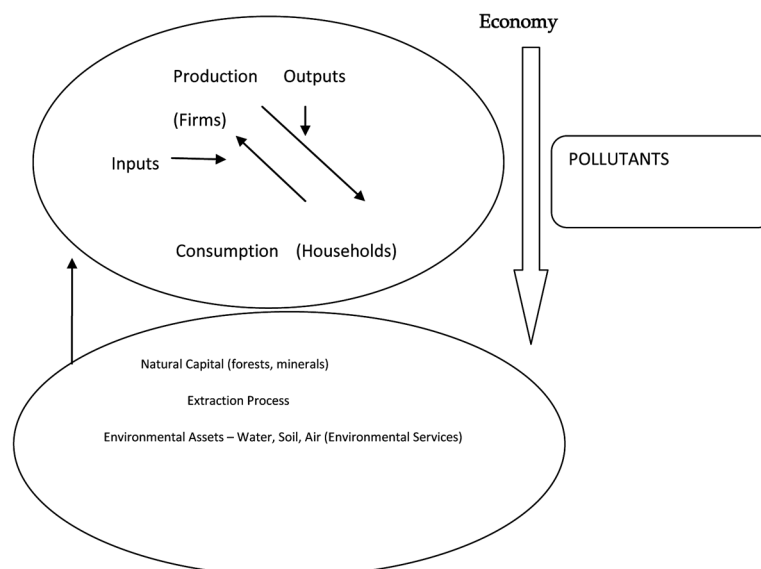 Economy
Production Outputs
(Firms)
Inputs
POLLUTANTS
Consumption (Households)
Natural Capital (forests, minerals)
Extraction Process
Environmental Assets – Water, Soil, Air (Environmental Services)